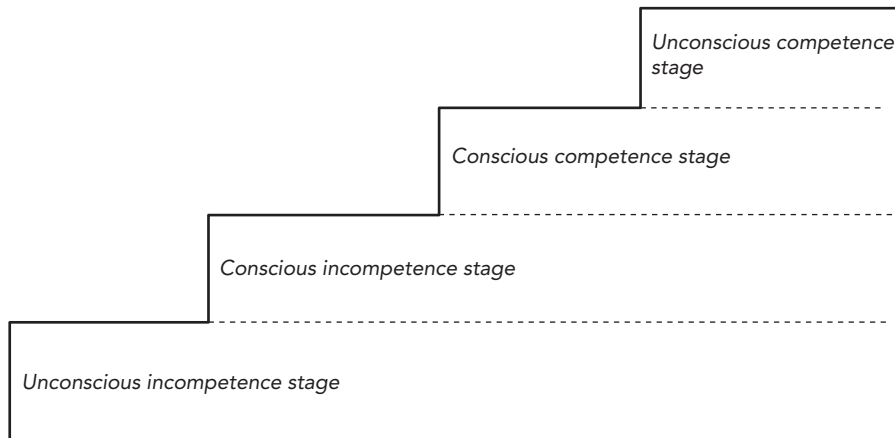 Unconscious competence
stage
Conscious competence stage
Conscious incompetence stage
Unconscious incompetence stage